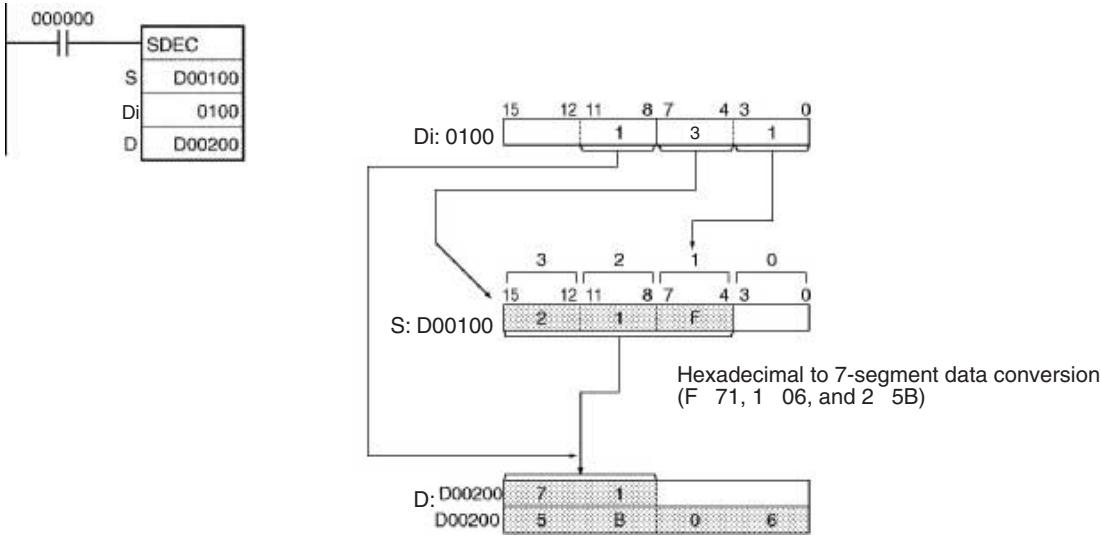 000000
SDEC
S D00100
Di 0100
D D00200
15 12 11 8 7 4 3 0
Di: 0100 1 3 1
3 2 1 0
15 12 11 8 7 4 3 0
S: D00100 2 1 F
Hexadecimal to 7-segment data conversion
(F 71, 1 06, and 2 5B)
D: D00200 7 1
D00200 5 B 0 6